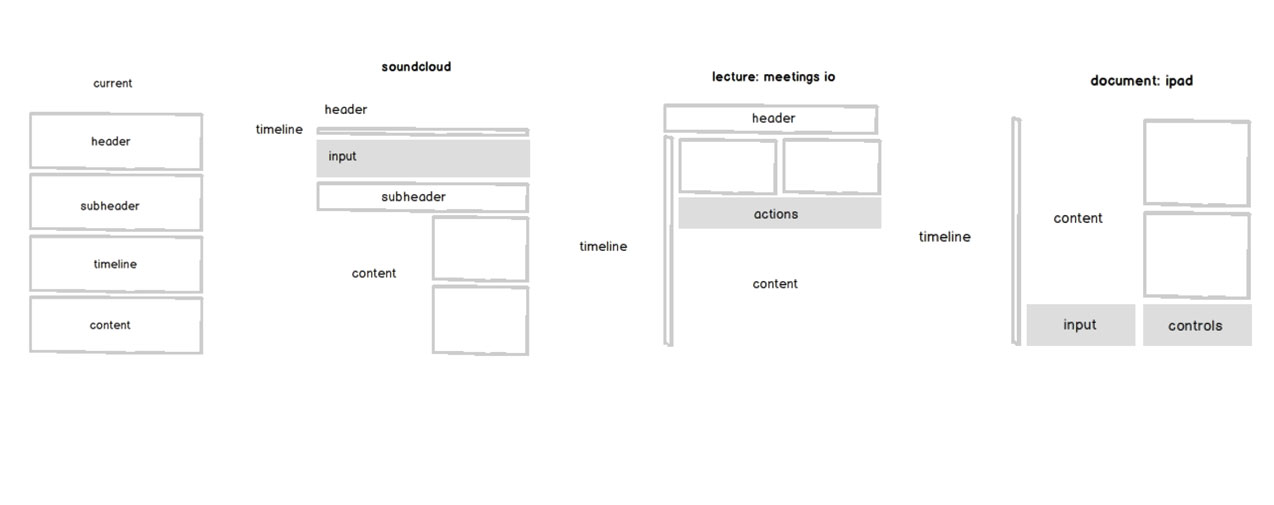 current
header
subheader
timeline
content
soundcloud
header
timeline
input
subheader
content
lecture: meetings io
header
actions
timeline
content
document: ipad
content
timeline
input
controls